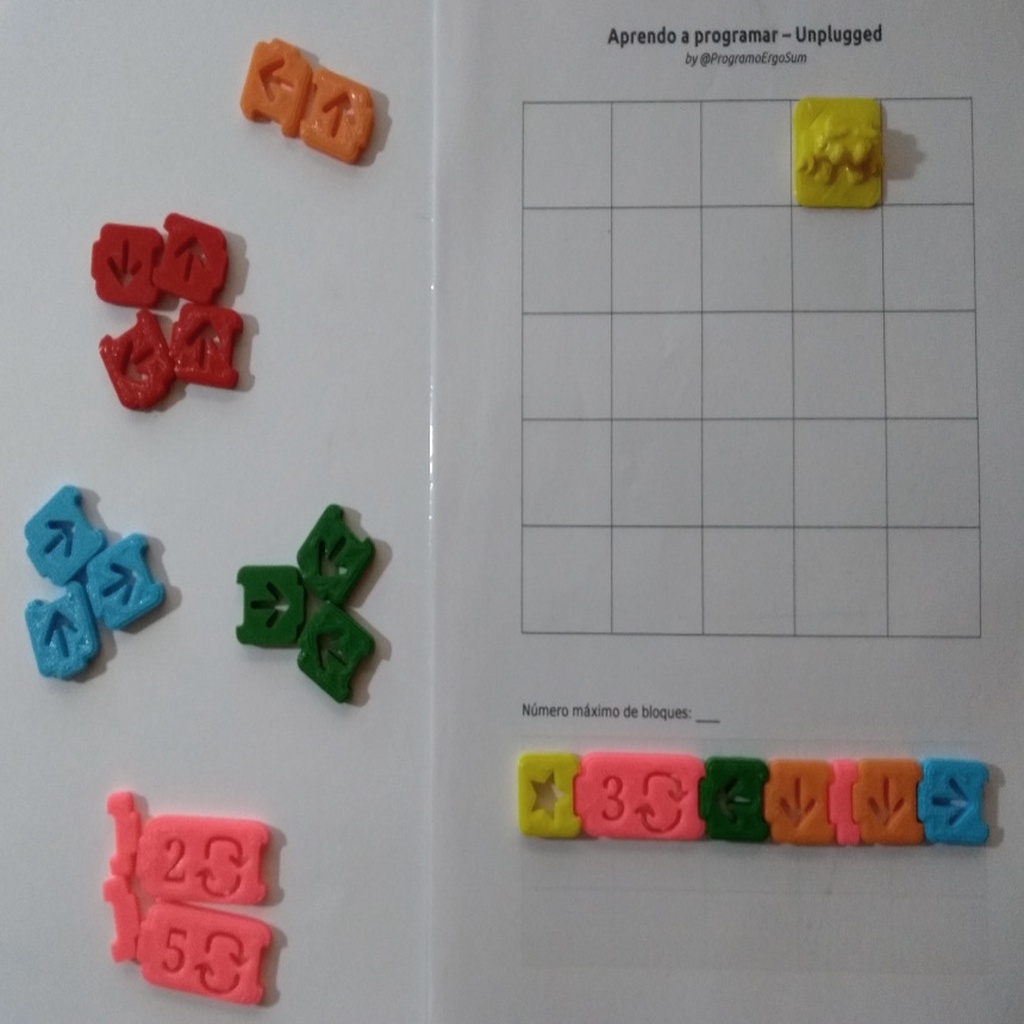 Aprendo a programar – Unplugged
by @ProgramoErgoSum
Número máximo de bloques: ___
3
2
5